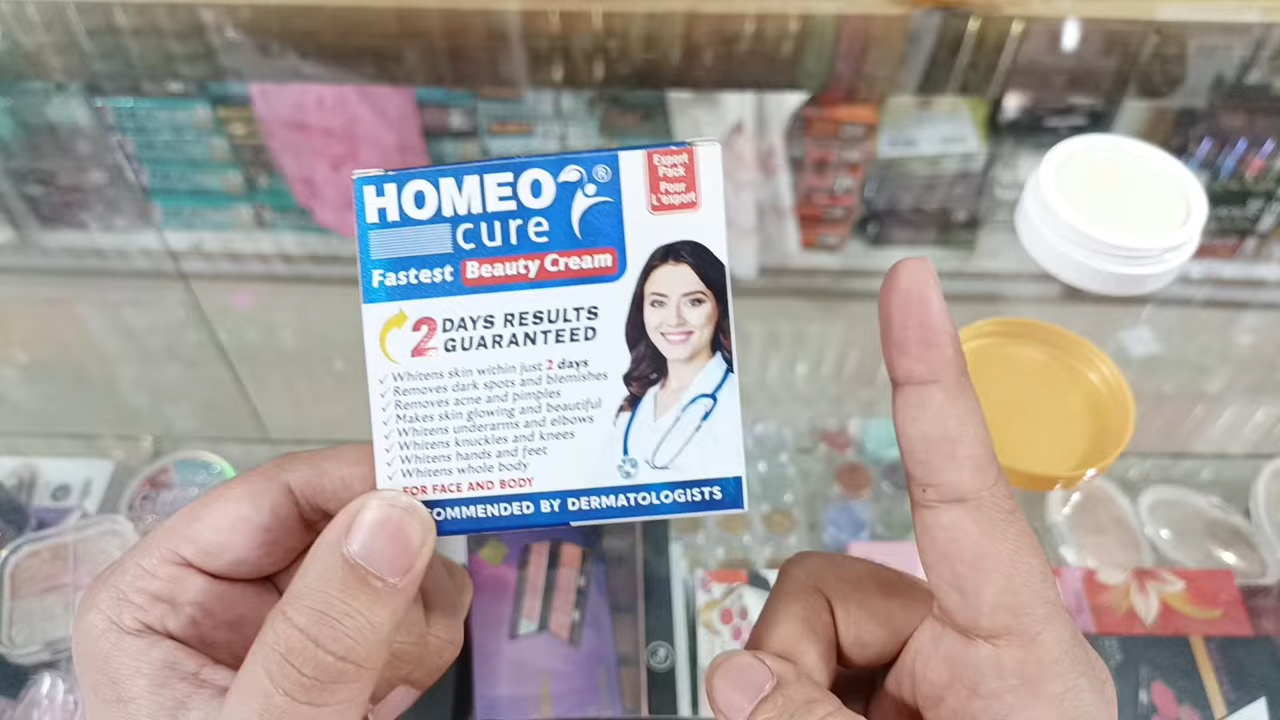 HOMEO
cure
Fastest Beauty Cream
®
Export
Pack
Pour
L'export
2 DAYS RESULTS
GUARANTEED
✓ Whitens skin within just 2 days
✓ Removes dark spots and blemishes
✓ Removes acne and pimples
✓ Makes skin glowing and beautiful
✓ Whitens underarms and elbows
✓ Whitens knuckles and knees
✓ Whitens hands and feet
✓ Whitens whole body
FOR FACE AND BODY
COMMENDED BY DERMATOLOGISTS